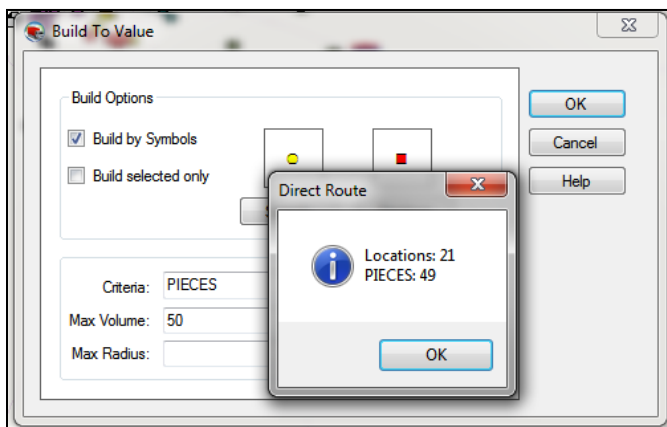 Build To Value
Build Options
Build by Symbols
Build selected only
OK
Cancel
Help
Direct Route
Locations: 21
PIECES: 49
OK
Criteria: PIECES
Max Volume: 50
Max Radius: